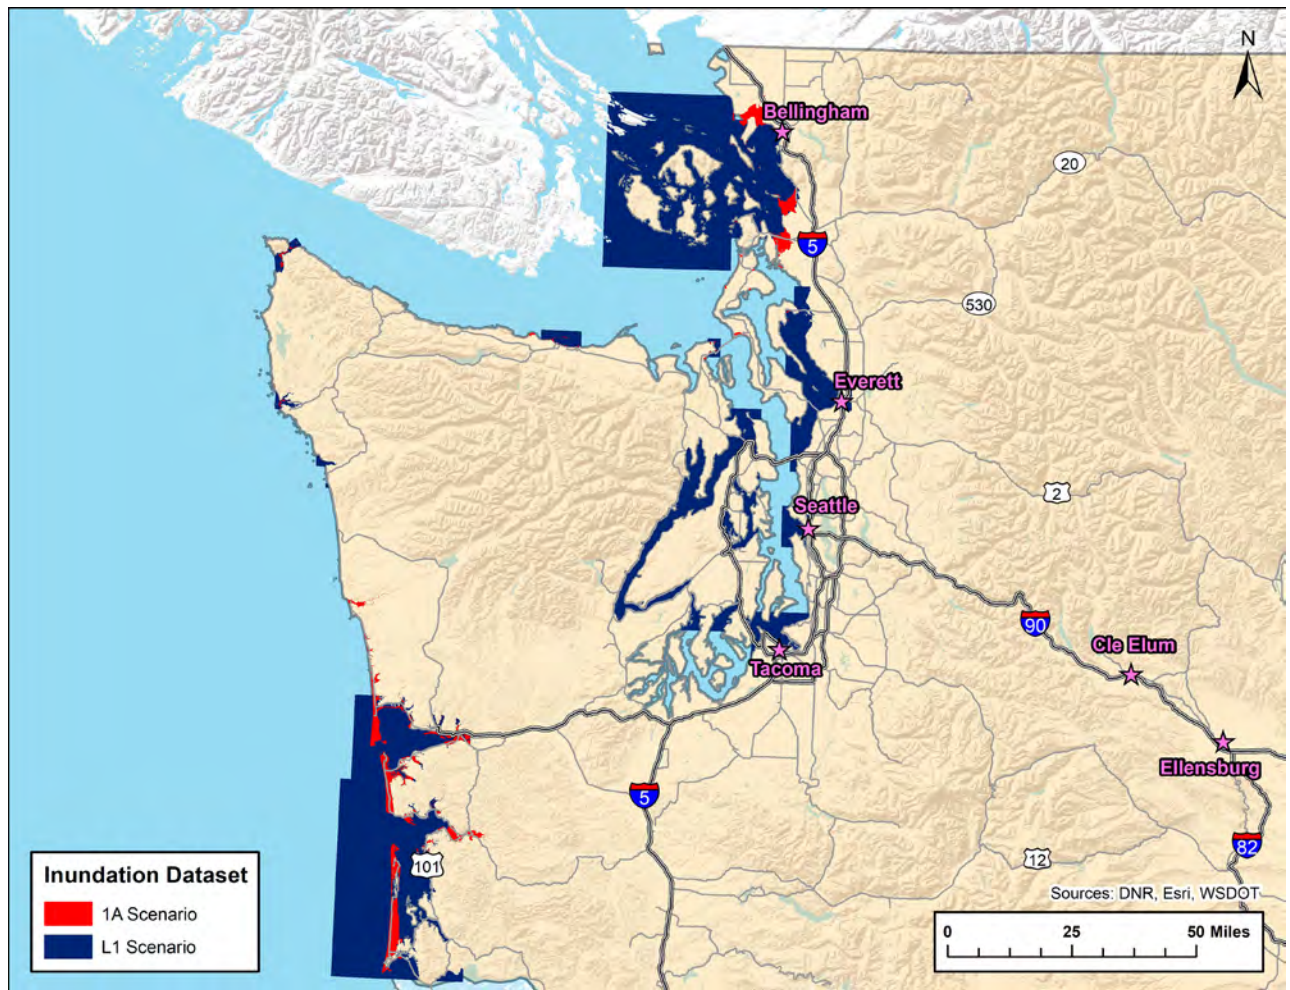 N
Bellingham
20
5
530
Everett
2
Seattle
90
Cle Elum
Tacoma
Ellensburg
5
82
12
101
Inundation Dataset
1A Scenario
L1 Scenario
Sources: DNR, Esri, WSDOT
0 25 50 Miles